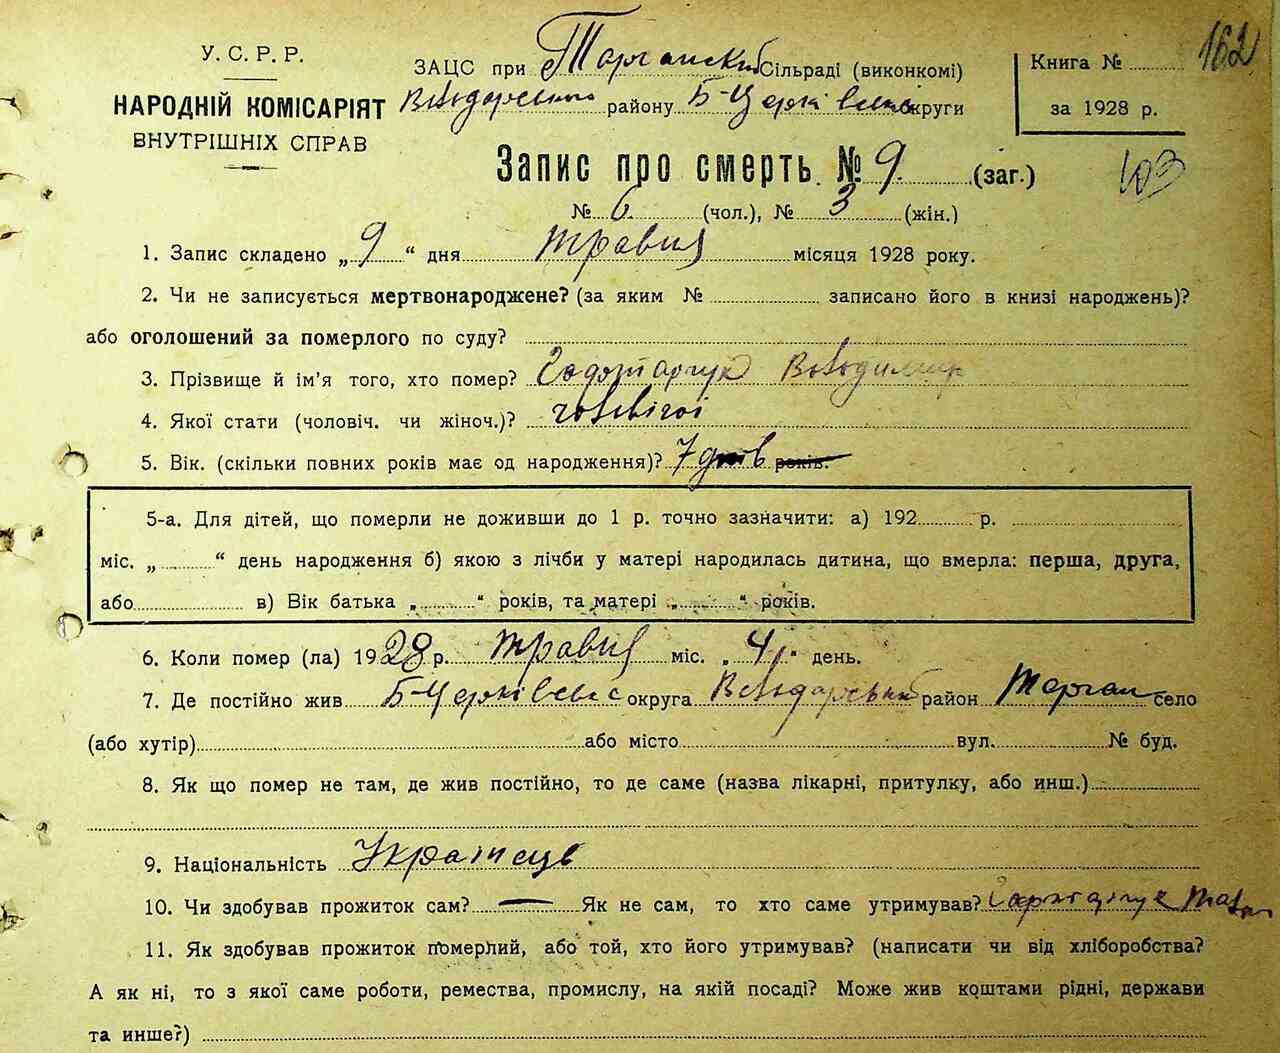 162
У. С. Р. Р.
НАРОДНІЙ КОМІСАРІЯТ
ВНУТРІШНІХ СПРАВ
ЗАЦС при Торганский Сільраді (виконкомі)
Володарського району Б-Церківської округи
Книга №
за 1928 р.
Запис про смерть. № 9. (заг.)
103
№ 6 (чол.), № 3 (жін.)
1. Запис складено „ 9 “ дня травня місяця 1928 року.
2. Чи не записується мертвонароджене? (за яким № записано його в книзі народжень)?
або оголошений за померлого по суду?
3. Прізвище й ім'я того, хто помер? Володимир
4. Якої стати (чоловіч. чи жіноч.)? чоловічої
5. Вік. (скільки повних років має од народження)? 7 днів років.
5-а. Для дітей, що померли не доживши до 1 р. точно зазначити: а) 192 р.
міс. „ “ день народження б) якою з лічби у матері народилась дитина, що вмерла: перша, друга,
або в) Вік батька „ “ років, та матері „ “ років.
6. Коли помер (ла) 1928 р. травня міс. „ 4 “ день.
7. Де постійно жив Б-Церківська округа Володарський район Торган село
(або хутір) або місто вул. № буд.
8. Як що помер не там, де жив постійно, то де саме (назва лікарні, притулку, або инш.)
9. Національність Українець
10. Чи здобував прожиток сам? — Як не сам, то хто саме утримував?
11. Як здобував прожиток померлий, або той, хто його утримував? (написати чи від хліборобства?
А як ні, то з якої саме роботи, ремества, промислу, на якій посаді? Може жив коштами рідні, держави
та инше?)